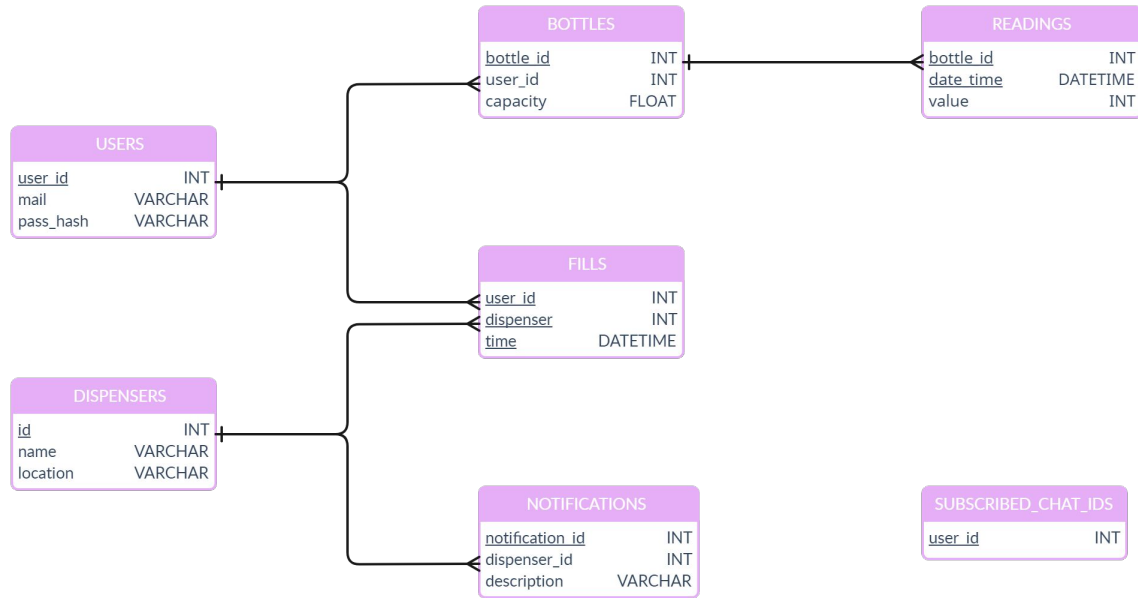 BOTTLES
bottle_id INT
user_id INT
capacity FLOAT
READINGS
bottle_id INT
date_time DATETIME
value INT
USERS
user_id INT
mail VARCHAR
pass_hash VARCHAR
FILLS
user_id INT
dispenser INT
time DATETIME
DISPENSERS
id INT
name VARCHAR
location VARCHAR
NOTIFICATIONS
notification_id INT
dispenser_id INT
description VARCHAR
SUBSCRIBED_CHAT_IDS
user_id INT